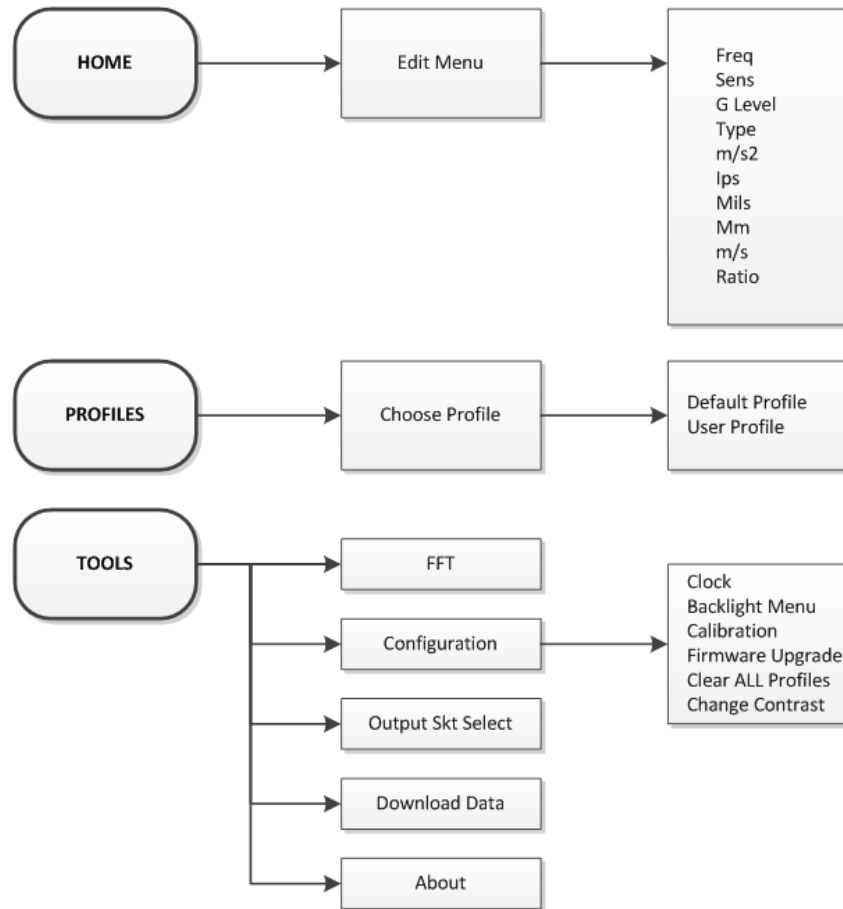 HOME
Edit Menu
Freq
Sens
G Level
Type
m/s2
Ips
Mils
Mm
m/s
Ratio
PROFILES
Choose Profile
Default Profile
User Profile
TOOLS
FFT
Configuration
Clock
Backlight Menu
Calibration
Firmware Upgrade
Clear ALL Profiles
Change Contrast
Output Skt Select
Download Data
About